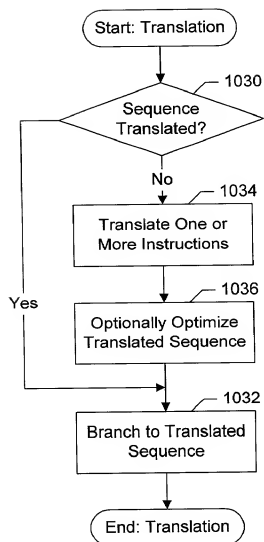 Start: Translation
1030
Sequence
Translated?
No
1034
Translate One or
More Instructions
Yes
1036
Optionally Optimize
Translated Sequence
1032
Branch to Translated
Sequence
End: Translation